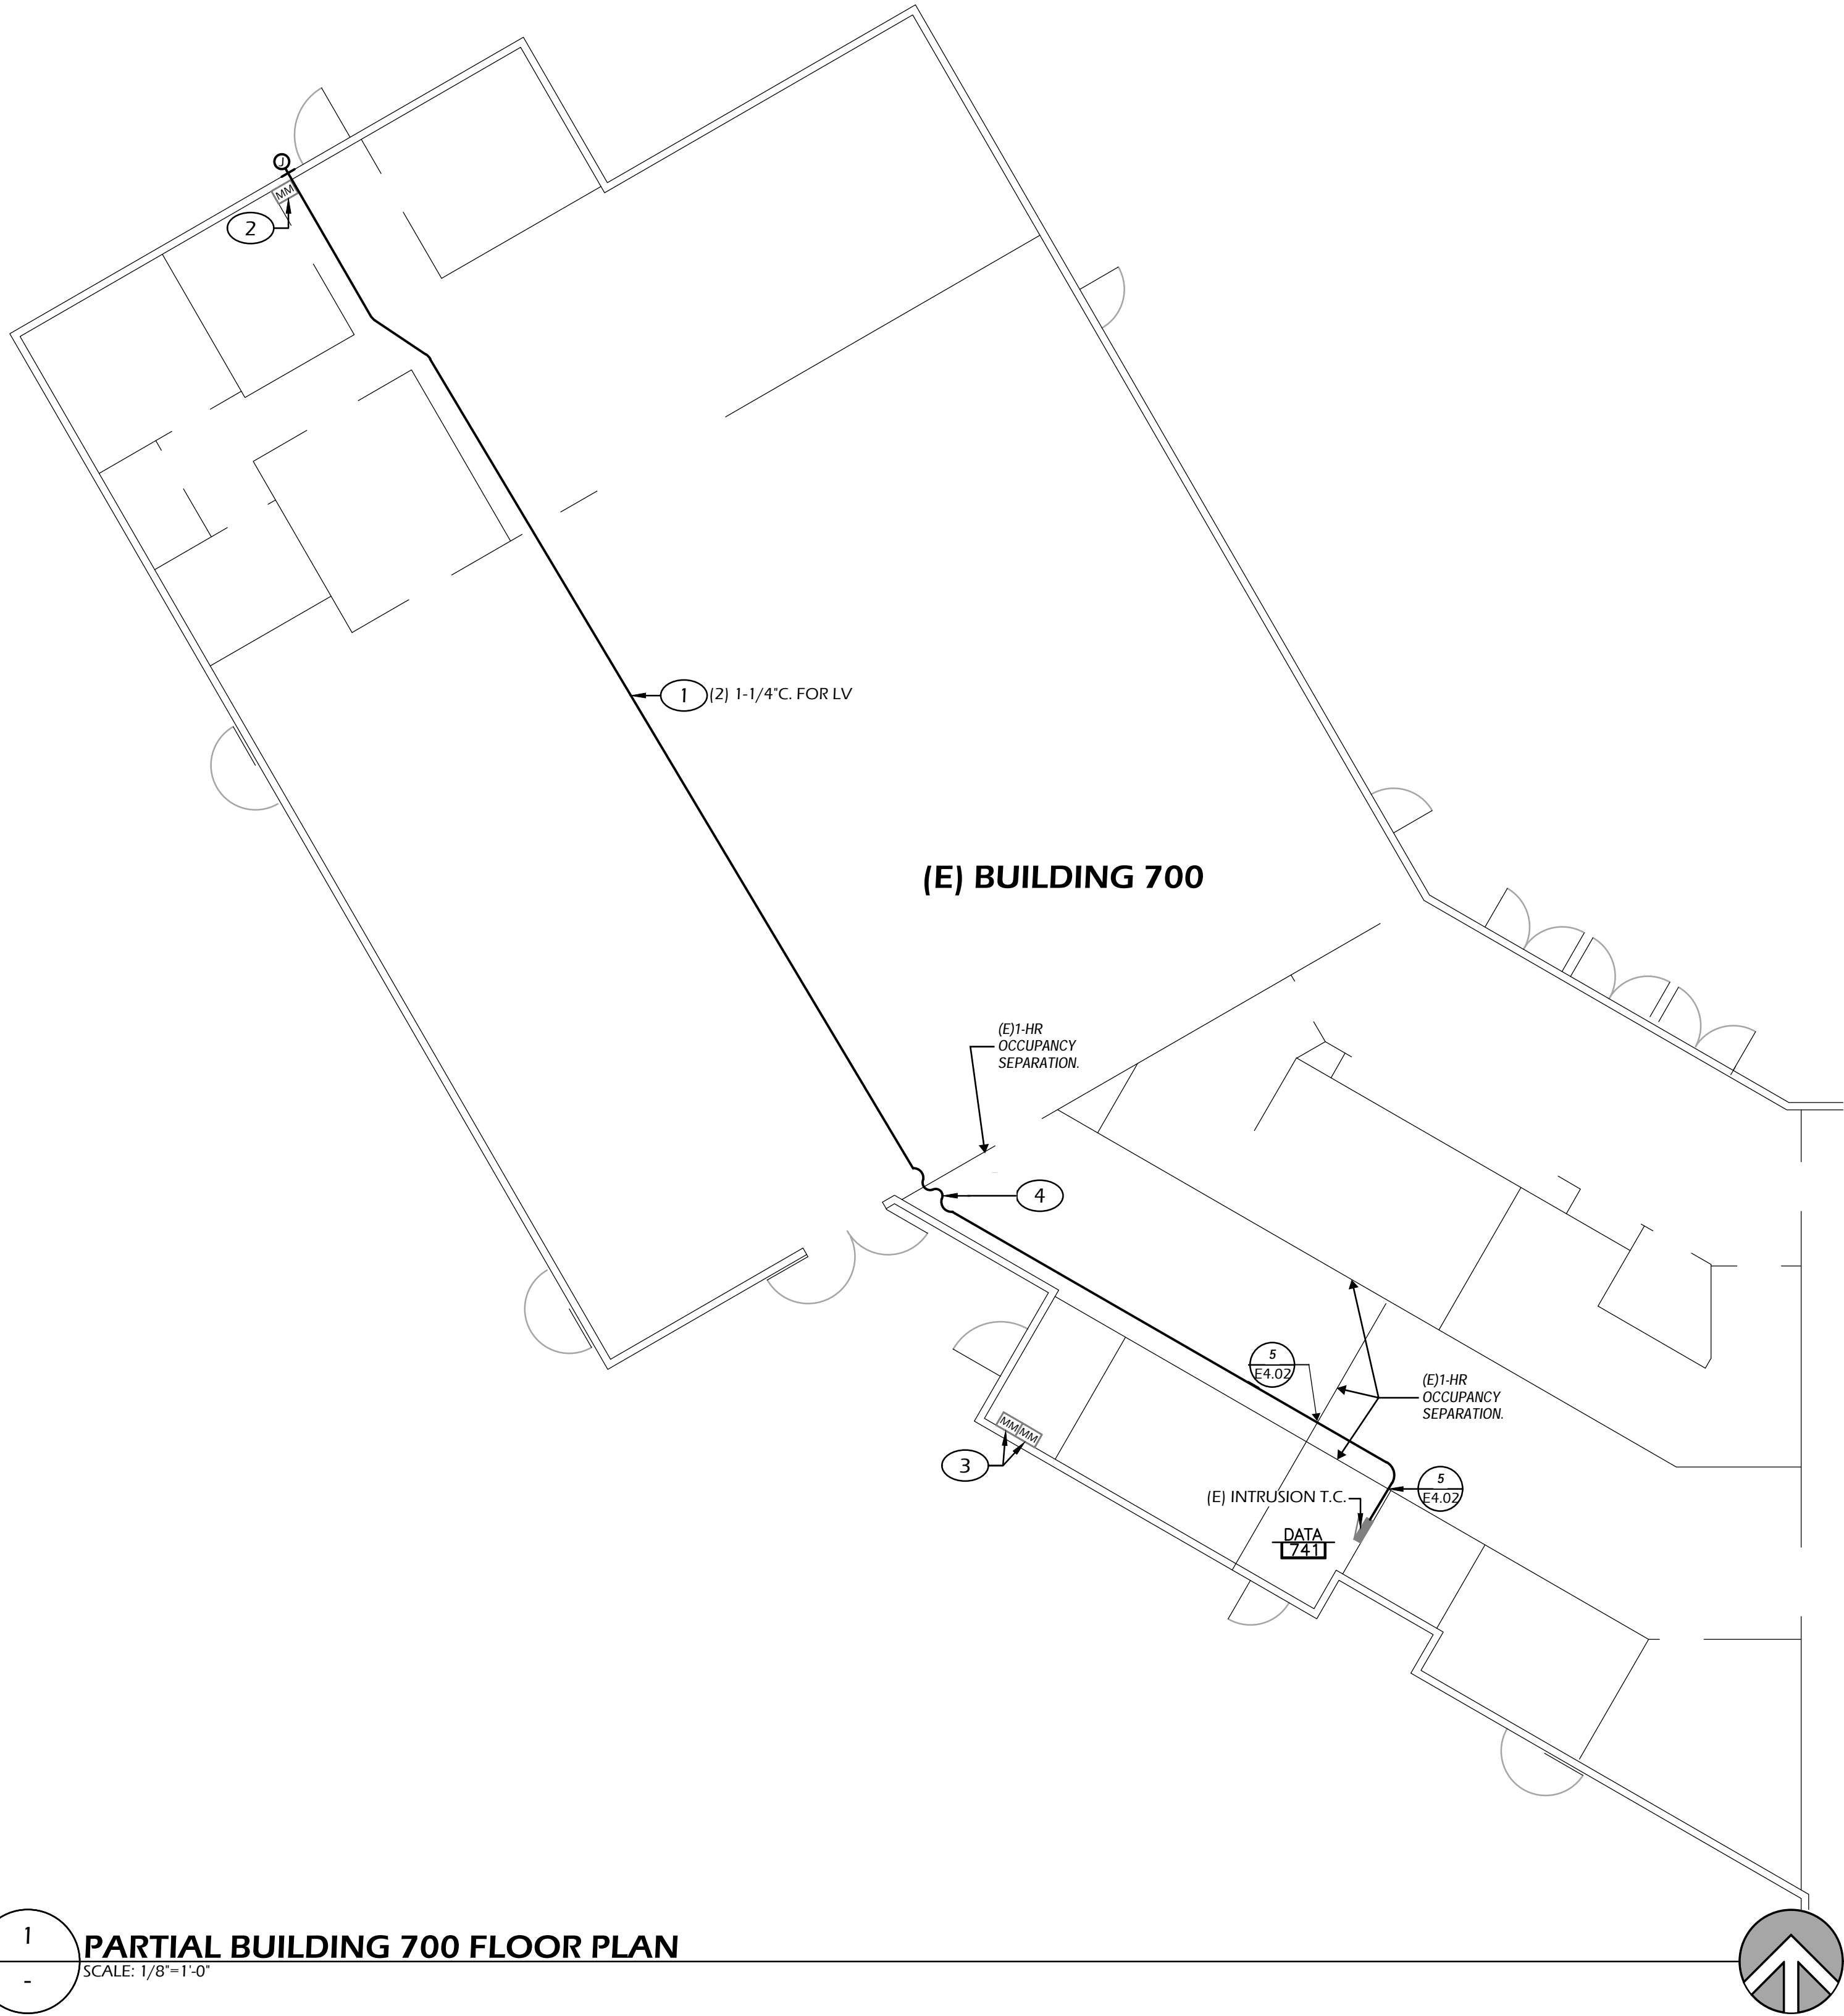 J
MM
2
1
(2) 1-1/4"C. FOR LV
(E) BUILDING 700
(E)1-HR
OCCUPANCY
SEPARATION.
4
5
E4.02
(E)1-HR
OCCUPANCY
SEPARATION.
MM
MM
3
5
E4.02
(E) INTRUSION T.C.
DATA
741
1
-
PARTIAL BUILDING 700 FLOOR PLAN
SCALE: 1/8"=1'-0"